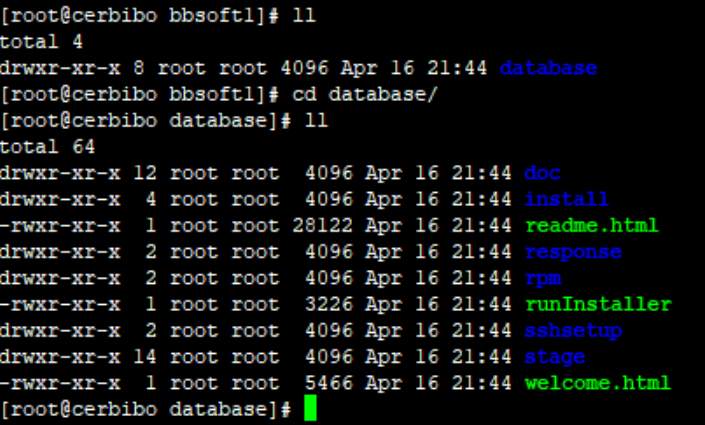 [root@cerbibo bbsoft1]# ll
total 4
drwxr-xr-x 8 root root 4096 Apr 16 21:44 database
[root@cerbibo bbsoft1]# cd database/
[root@cerbibo database]# ll
total 64
drwxr-xr-x 12 root root  4096 Apr 16 21:44 doc
drwxr-xr-x  4 root root  4096 Apr 16 21:44 install
-rwxr-xr-x  1 root root 28122 Apr 16 21:44 readme.html
drwxr-xr-x  2 root root  4096 Apr 16 21:44 response
drwxr-xr-x  2 root root  4096 Apr 16 21:44 rpm
-rwxr-xr-x  1 root root  3226 Apr 16 21:44 runInstaller
drwxr-xr-x  2 root root  4096 Apr 16 21:44 sshsetup
drwxr-xr-x 14 root root  4096 Apr 16 21:44 stage
-rwxr-xr-x  1 root root  5466 Apr 16 21:44 welcome.html
[root@cerbibo database]#